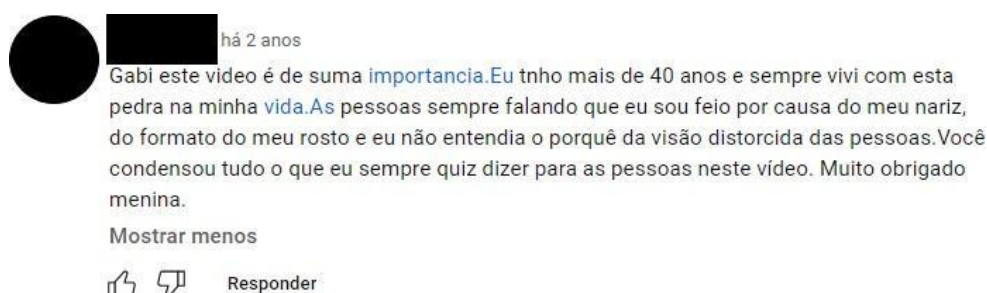 há 2 anos
Gabi este video é de suma importancia.Eu tnho mais de 40 anos e sempre vivi com esta
pedra na minha vida.As pessoas sempre falando que eu sou feio por causa do meu nariz,
do formato do meu rosto e eu não entendia o porquê da visão distorcida das pessoas.Você
condensou tudo o que eu sempre quiz dizer para as pessoas neste vídeo. Muito obrigado
menina.
Mostrar menos
Responder